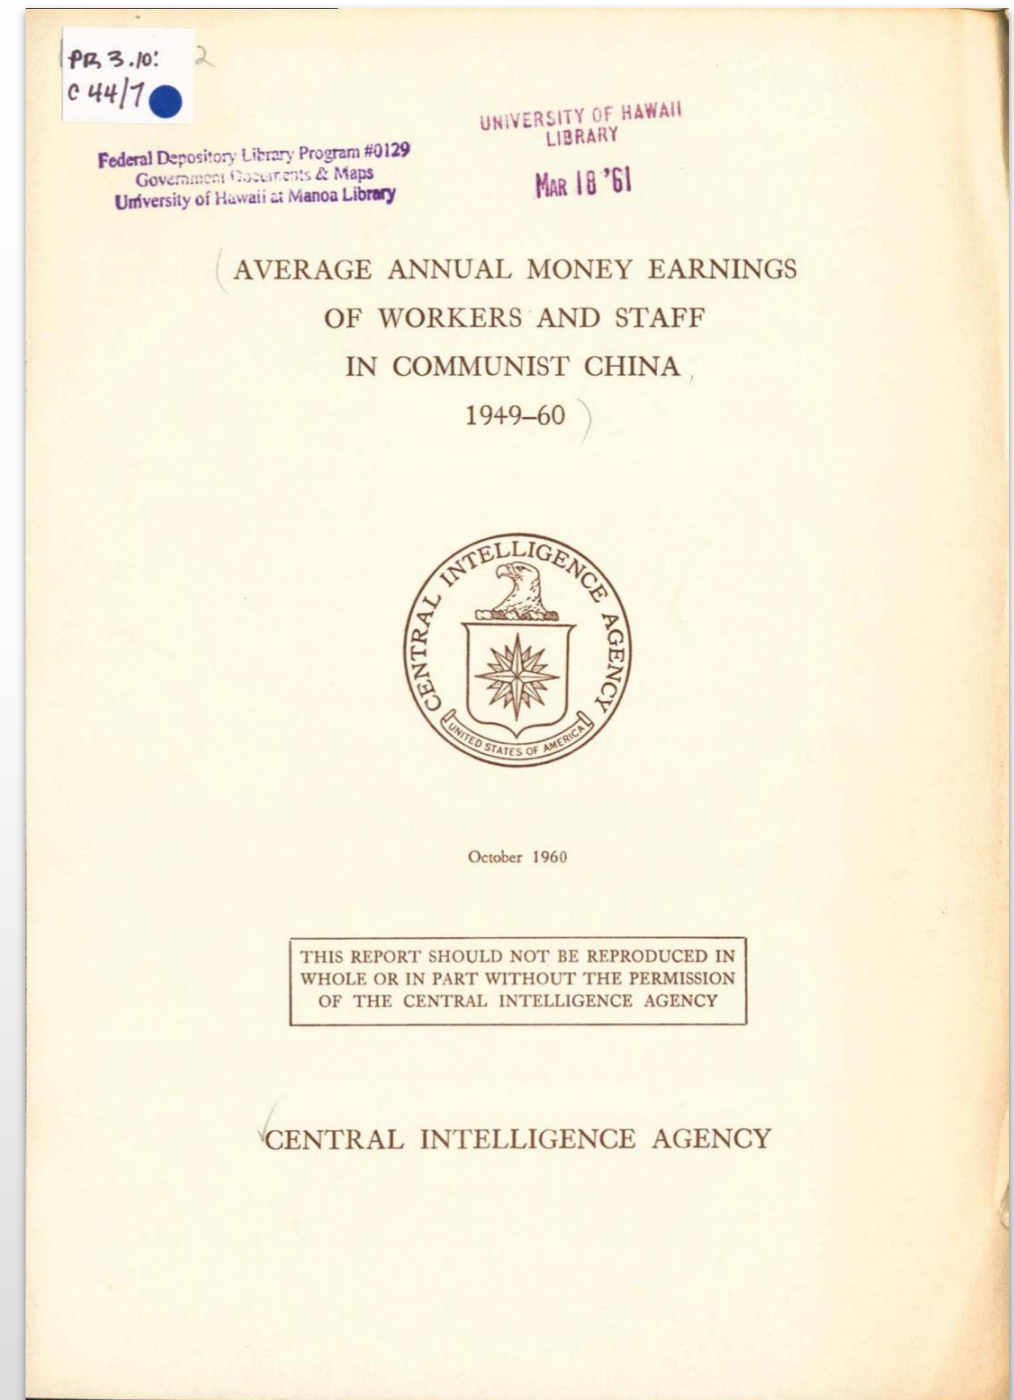 PR 3.10:
C 44/7
2
UNIVERSITY OF HAWAII
LIBRARY
MAR 18 '61
Federal Depository Library Program #0129
Government Documents & Maps
University of Hawaii at Manoa Library
AVERAGE ANNUAL MONEY EARNINGS
OF WORKERS AND STAFF
IN COMMUNIST CHINA,
1949–60
CENTRAL INTELLIGENCE AGENCY
UNITED STATES OF AMERICA
October 1960
THIS REPORT SHOULD NOT BE REPRODUCED IN
WHOLE OR IN PART WITHOUT THE PERMISSION
OF THE CENTRAL INTELLIGENCE AGENCY
CENTRAL INTELLIGENCE AGENCY